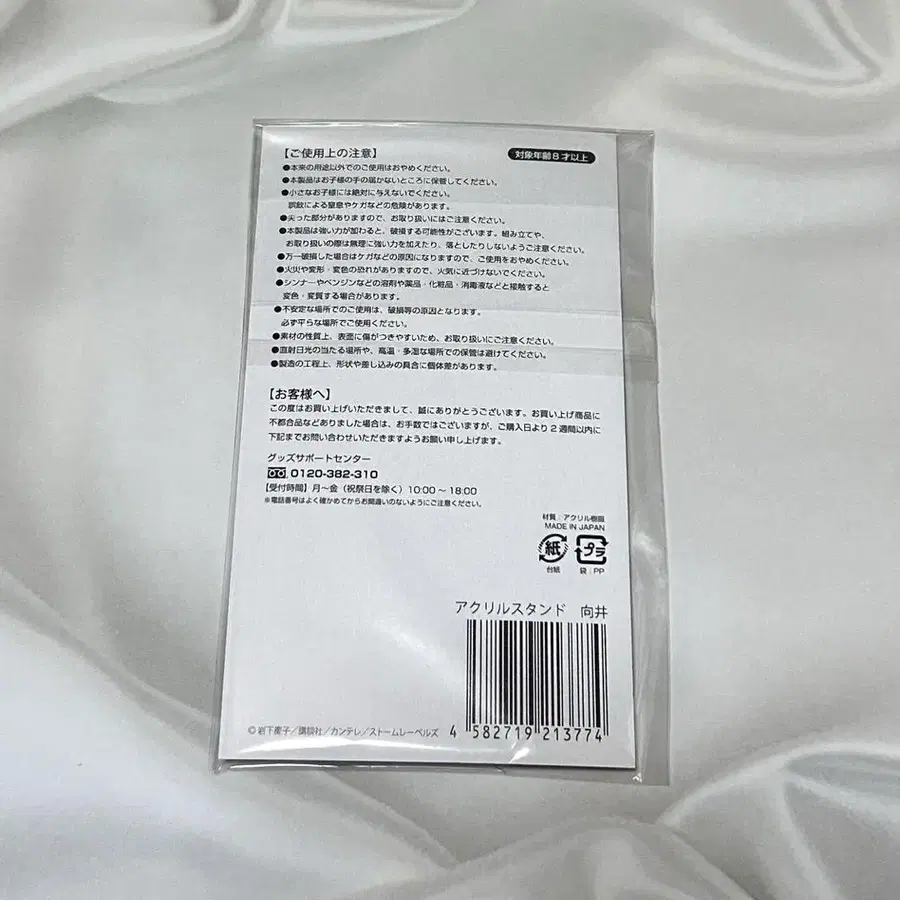 【ご使用上の注意】
対象年齢8才以上
●本来の用途以外でのご使用はおやめください。
●本製品はお子様の手の届かないところに保管してください。
●小さなお子様には絶対に与えないでください。
誤飲による窒息やケガなどの危険があります。
●尖った部分がありますので、お取り扱いにはご注意ください。
●本製品は強い力が加わると、破損する可能性がございます。組み立てや、
お取り扱いの際は無理に強い力を加えたり、落としたりしないようご注意ください。
●万一破損した場合はケガなどの原因になりますので、ご使用をおやめください。
●火災や変形・変色の恐れがありますので、火気に近づけないでください。
●シンナーやベンジンなどの溶剤や薬品・化粧品・消毒液などと接触すると
変色・変質する場合があります。
●不安定な場所でのご使用は、破損等の原因となります。
必ず平らな場所でご使用ください。
●素材の性質上、表面に傷がつきやすいため、お取り扱いにご注意ください。
●直射日光の当たる場所や、高温・多湿な場所での保管は避けてください。
●製造の工程上、形状や差し込みの具合に個体差があります。
【お客様へ】
この度はお買い上げいただきまして、誠にありがとうございます。お買い上げ商品に
不都合品などありました場合は、お手数ではございますが、ご購入日より2週間以内に
下記までお問い合わせいただきますようお願い申し上げます。
グッズサポートセンター
0120-382-310
【受付時間】月～金（祝祭日を除く）10:00～18:00
※電話番号はよく確かめてからお間違いのないようにご注意ください。
材質：アクリル樹脂
MADE IN JAPAN
紙 プラ
台紙 袋：PP
アクリルスタンド 向井
©岩下慶子／講談社／カンテレ／ストームレーベルズ
4 582719 213774